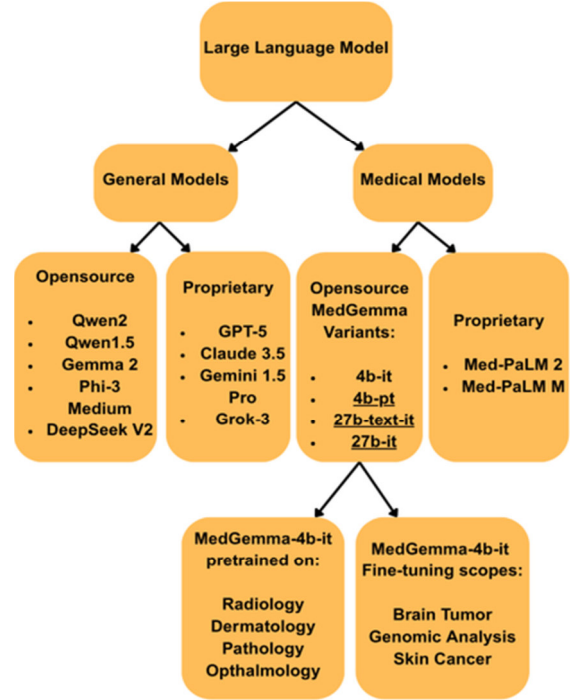 Large Language Model
General Models
Medical Models
Opensource
• Qwen2
• Qwen1.5
• Gemma 2
• Phi-3
Medium
• DeepSeek V2
Proprietary
• GPT-5
• Claude 3.5
• Gemini 1.5
Pro
• Grok-3
Opensource
MedGemma
Variants:
• 4b-it
• 4b-pt
• 27b-text-it
• 27b-it
Proprietary
• Med-PaLM 2
• Med-PaLM M
MedGemma-4b-it
pretrained on:
Radiology
Dermatology
Pathology
Opthalmology
MedGemma-4b-it
Fine-tuning scopes:
Brain Tumor
Genomic Analysis
Skin Cancer